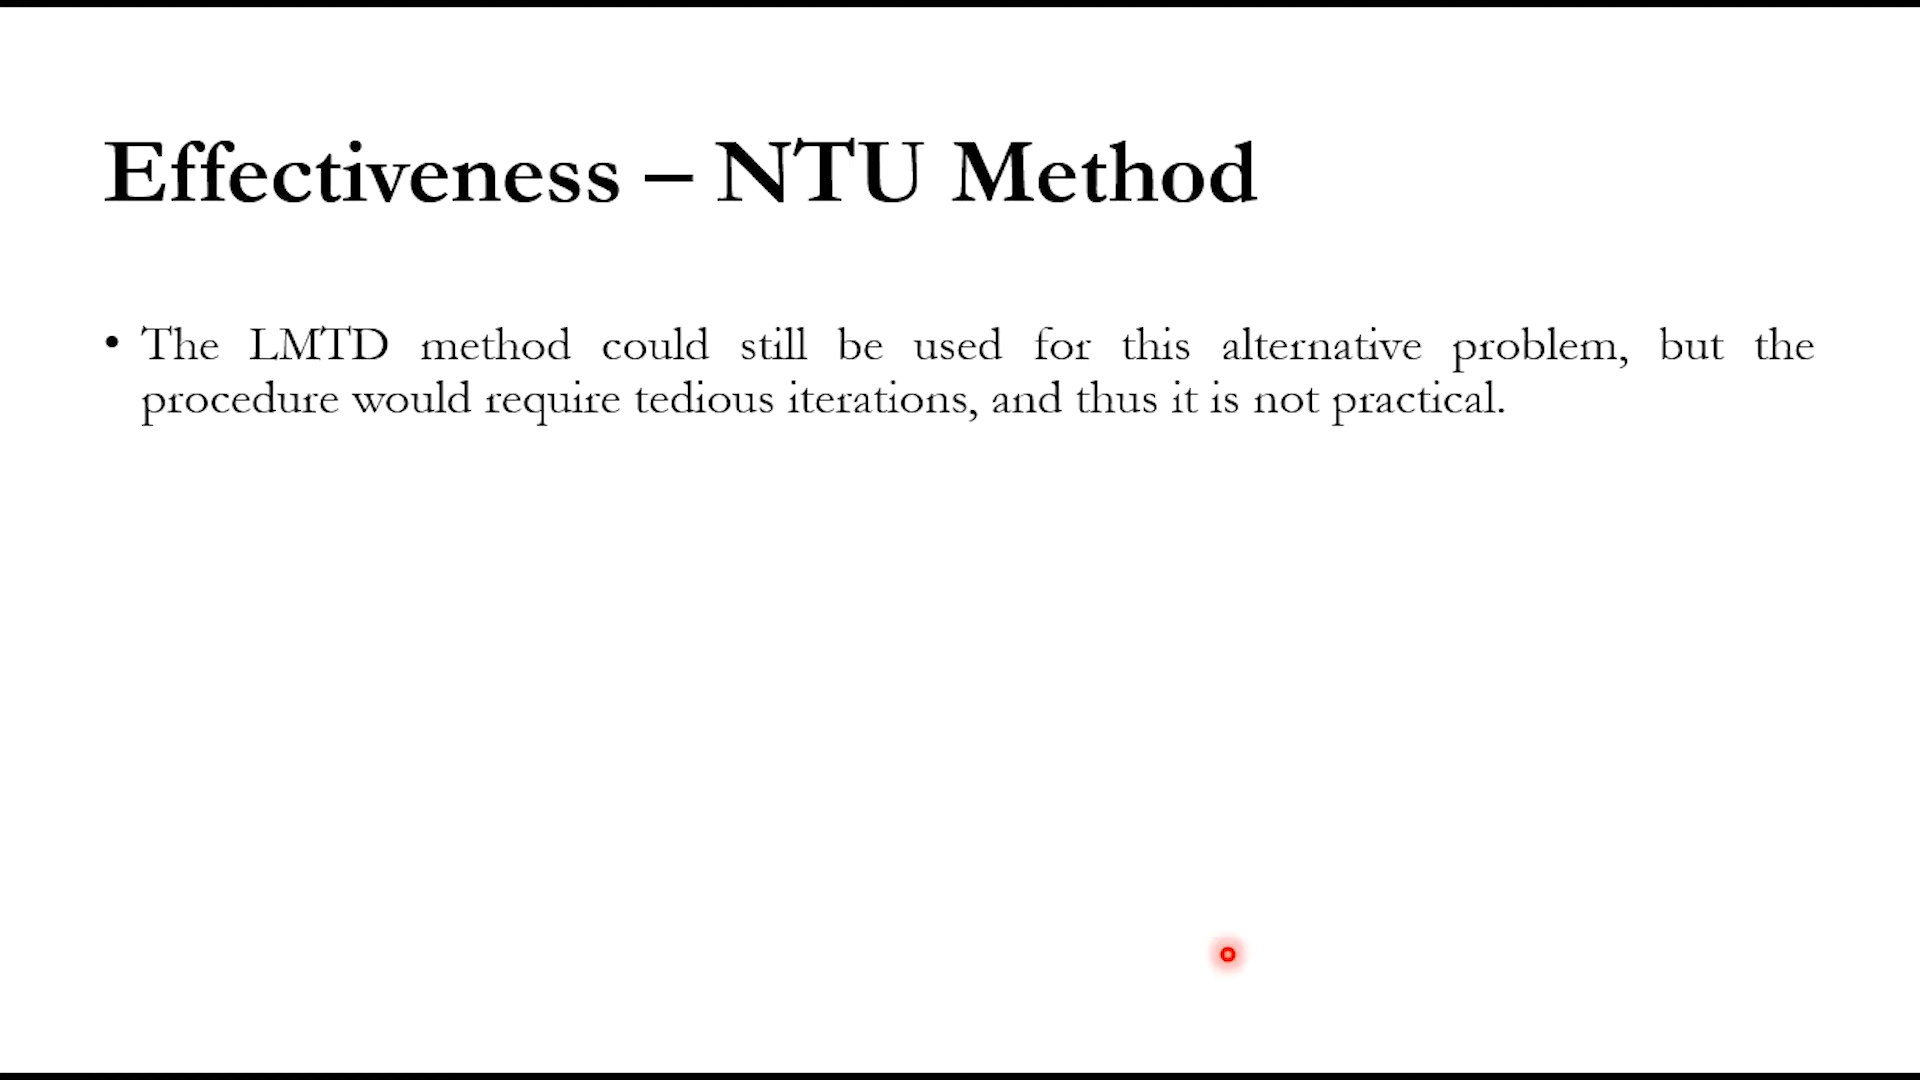 Effectiveness – NTU Method
• The LMTD method could still be used for this alternative problem, but the
procedure would require tedious iterations, and thus it is not practical.